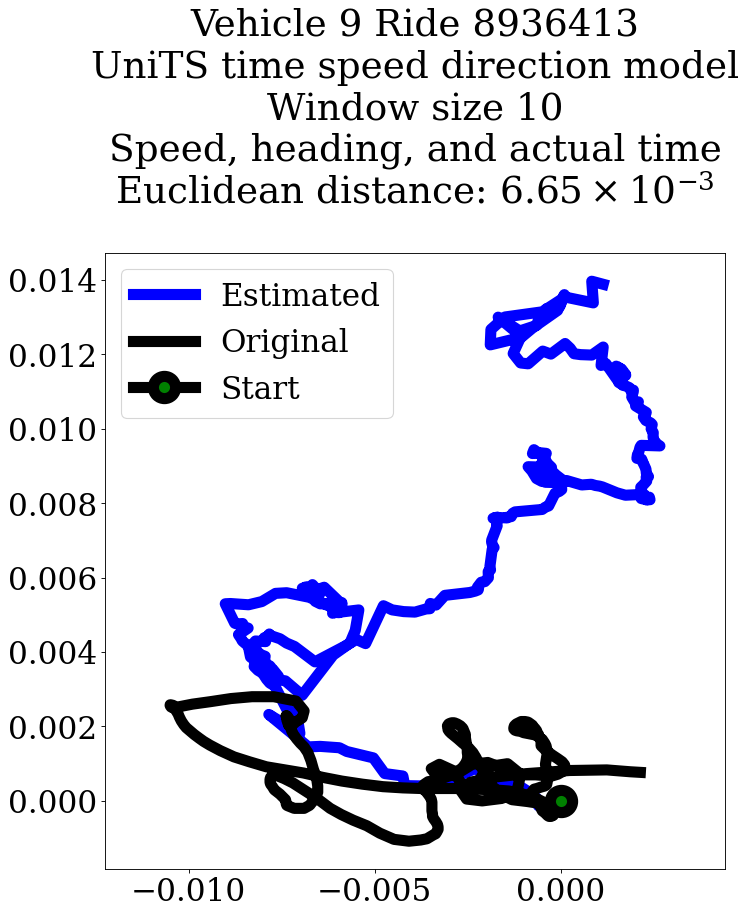 Vehicle 9 Ride 8936413
UniTS time speed direction model
Window size 10
Speed, heading, and actual time
Euclidean distance: 6.65 × 10⁻³
Estimated
Original
Start
0.014
0.012
0.010
0.008
0.006
0.004
0.002
0.000
−0.010 −0.005 0.000